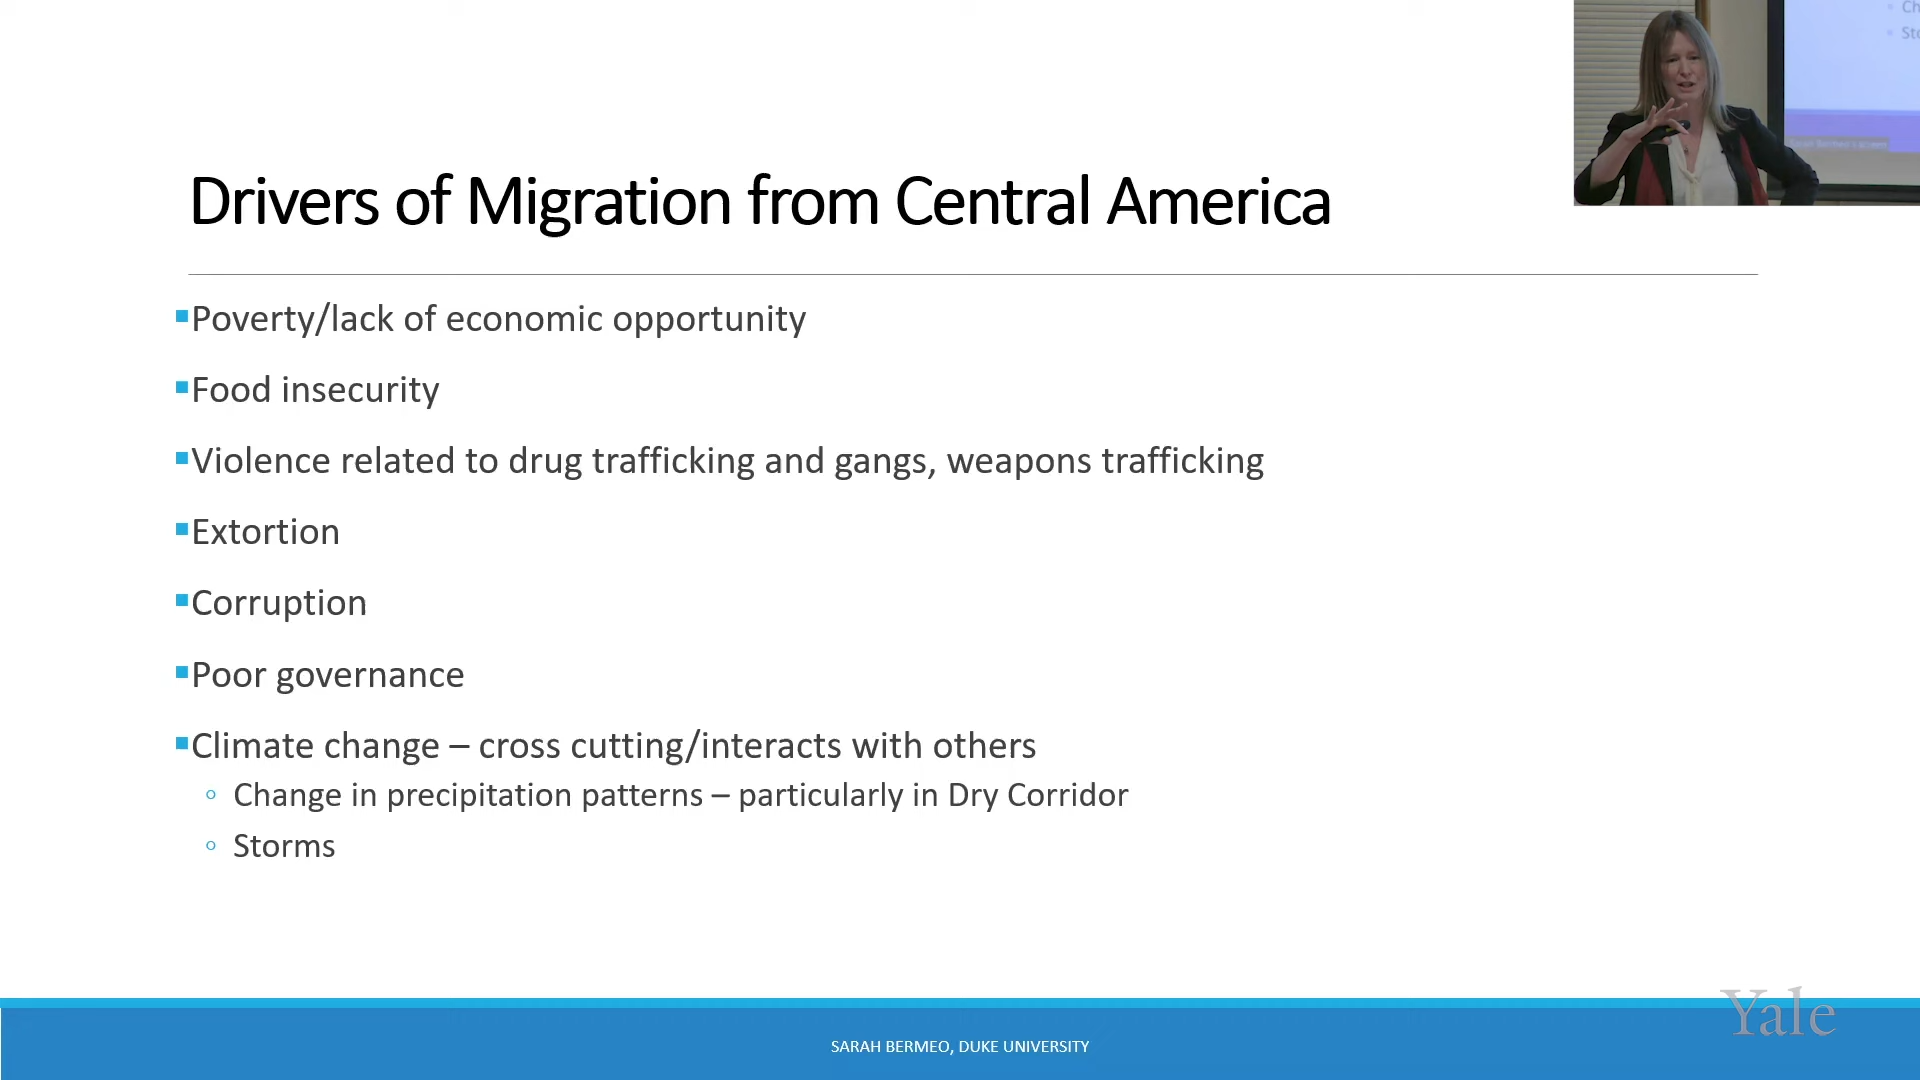 Ch
Drivers of Migration from Central America
▪Poverty/lack of economic opportunity
▪Food insecurity
▪Violence related to drug trafficking and gangs, weapons trafficking
▪Extortion
▪Corruption
▪Poor governance
▪Climate change – cross cutting/interacts with others
◦ Change in precipitation patterns – particularly in Dry Corridor
◦ Storms
Yale
SARAH BERMEO, DUKE UNIVERSITY